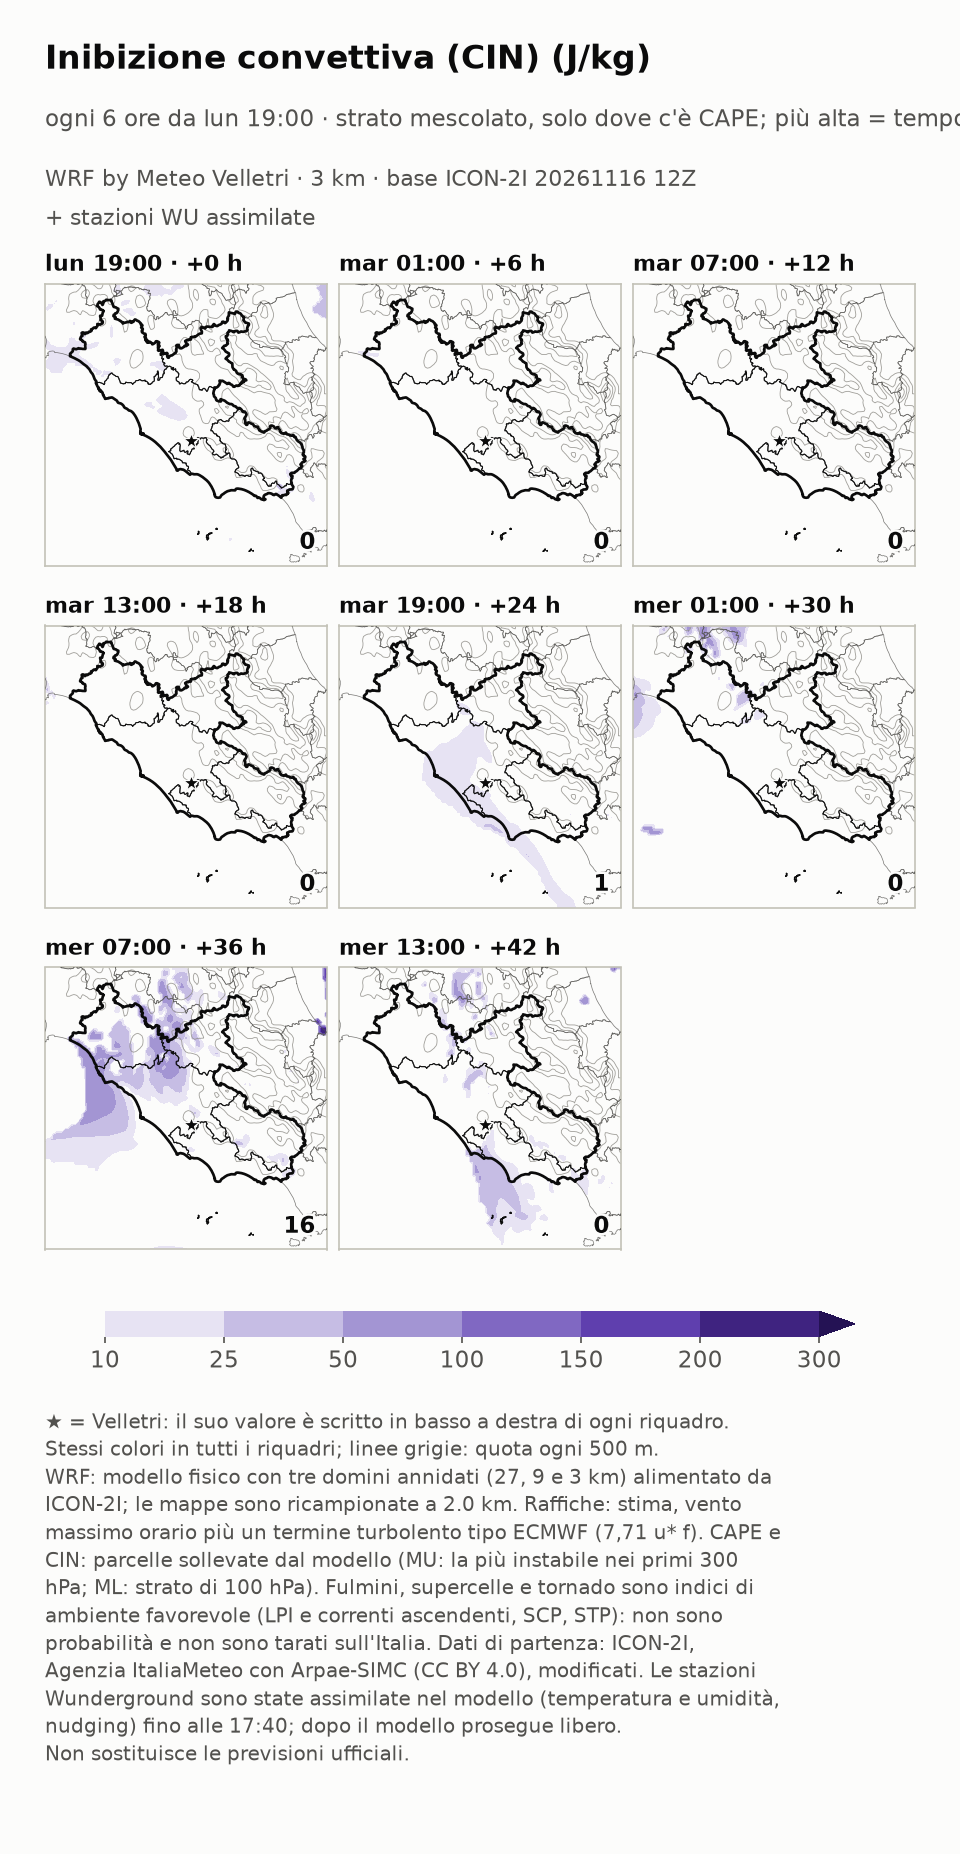 Inibizione convettiva (CIN) (J/kg)
ogni 6 ore da lun 19:00 · strato mescolato, solo dove c'è CAPE; più alta = tempo
WRF by Meteo Velletri · 3 km · base ICON-2I 20261116 12Z
+ stazioni WU assimilate
lun 19:00 · +0 h
mar 01:00 · +6 h
mar 07:00 · +12 h
0
0
0
mar 13:00 · +18 h
mar 19:00 · +24 h
mer 01:00 · +30 h
0
1
0
mer 07:00 · +36 h
mer 13:00 · +42 h
16
0
10 25 50 100 150 200 300
★ = Velletri: il suo valore è scritto in basso a destra di ogni riquadro.
Stessi colori in tutti i riquadri; linee grigie: quota ogni 500 m.
WRF: modello fisico con tre domini annidati (27, 9 e 3 km) alimentato da
ICON-2I; le mappe sono ricampionate a 2.0 km. Raffiche: stima, vento
massimo orario più un termine turbolento tipo ECMWF (7,71 u* f). CAPE e
CIN: parcelle sollevate dal modello (MU: la più instabile nei primi 300
hPa; ML: strato di 100 hPa). Fulmini, supercelle e tornado sono indici di
ambiente favorevole (LPI e correnti ascendenti, SCP, STP): non sono
probabilità e non sono tarati sull'Italia. Dati di partenza: ICON-2I,
Agenzia ItaliaMeteo con Arpae-SIMC (CC BY 4.0), modificati. Le stazioni
Wunderground sono state assimilate nel modello (temperatura e umidità,
nudging) fino alle 17:40; dopo il modello prosegue libero.
Non sostituisce le previsioni ufficiali.